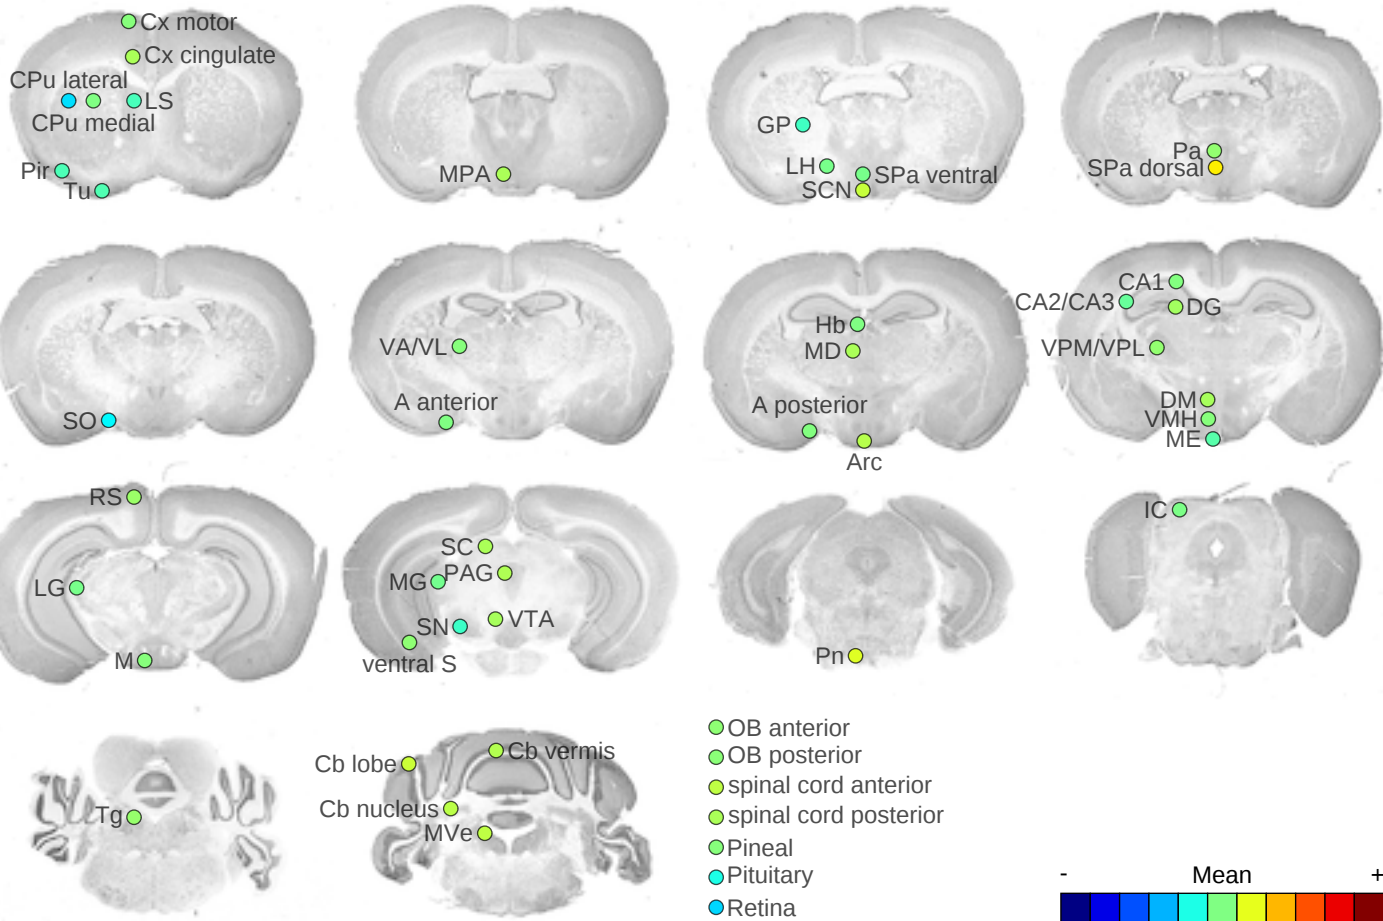 Cx motor
Cx cingulate
CPu lateral
LS
CPu medial
Pir
Tu
MPA
GP
LH
SPa ventral
SCN
Pa
SPa dorsal
SO
VA/VL
A anterior
Hb
MD
A posterior
Arc
CA1
CA2/CA3
DG
VPM/VPL
DM
VMH
ME
RS
LG
M
SC
PAG
MG
SN
VTA
ventral S
Pn
IC
Tg
Cb lobe
Cb vermis
Cb nucleus
MVe
OB anterior
OB posterior
spinal cord anterior
spinal cord posterior
Pineal
Pituitary
Retina
- Mean +